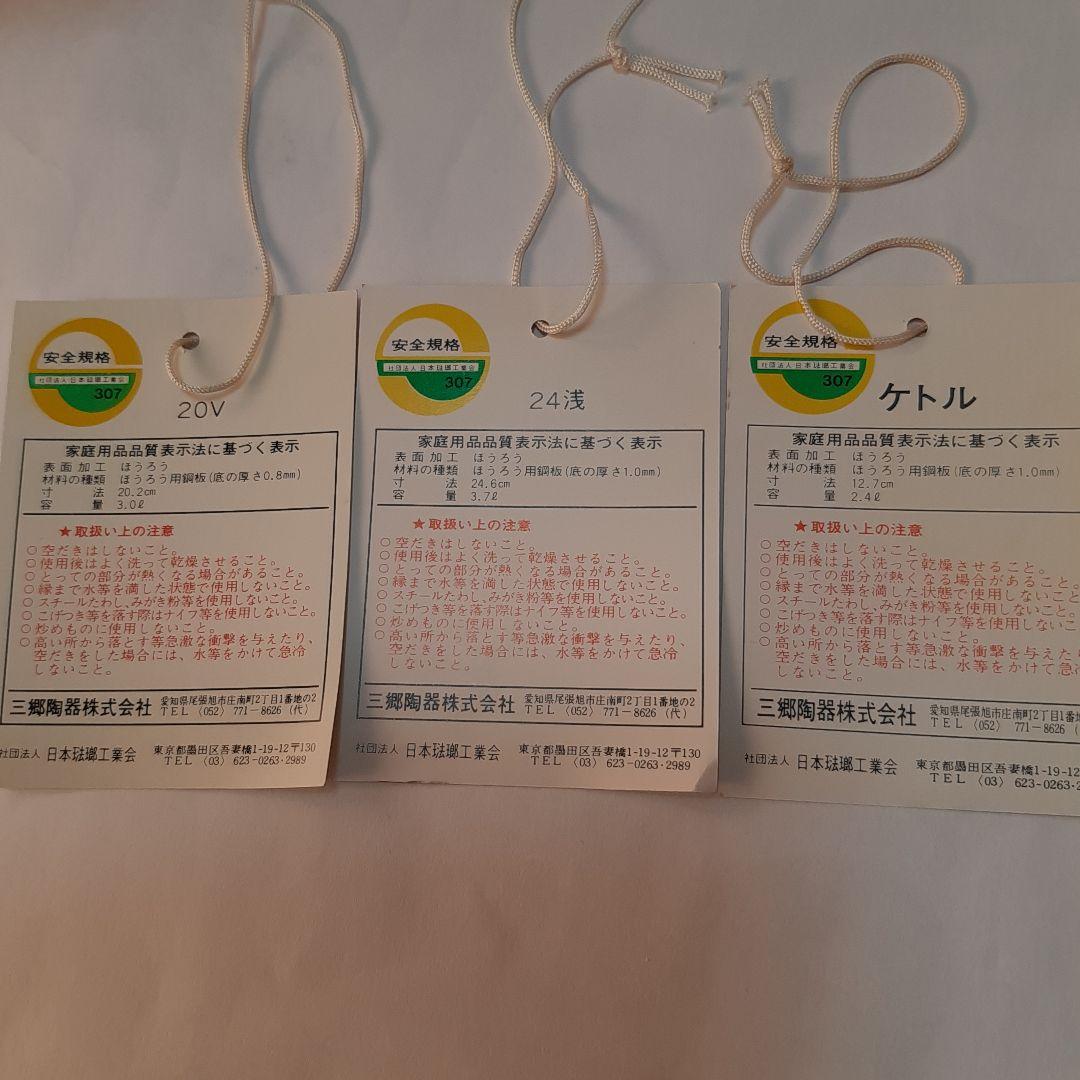 安全規格
社団法人日本琺瑯工業会
307
20V
家庭用品品質表示法に基づく表示
表面加工 ほうろう
材料の種類 ほうろう用鋼板(底の厚さ0.8mm)
寸法 20.2cm
容量 3.0ℓ
★取扱い上の注意
○空だきはしないこと。
○使用後はよく洗って乾燥させること。
○とっての部分が熱くなる場合があること。
○縁まで水等を満した状態で使用しないこと。
○スチールたわし、みがき粉等を使用しないこと。
○こげつき等を落す際はナイフ等を使用しないこと。
○炒めものに使用しないこと。
○高い所から落とす等急激な衝撃を与えたり、
空だきをした場合には、水等をかけて急冷
しないこと。
三郷陶器株式会社 愛知県尾張旭市庄南町2丁目1番地の2
TEL〈052〉771-8626(代)
社団法人 日本琺瑯工業会 東京都墨田区吾妻橋1-19-12〒130
TEL〈03〉623-0263・2989
安全規格
社団法人日本琺瑯工業会
307
24浅
家庭用品品質表示法に基づく表示
表面加工 ほうろう
材料の種類 ほうろう用鋼板(底の厚さ1.0mm)
寸法 24.6cm
容量 3.7ℓ
★取扱い上の注意
○空だきはしないこと。
○使用後はよく洗って乾燥させること。
○とっての部分が熱くなる場合があること。
○縁まで水等を満した状態で使用しないこと。
○スチールたわし、みがき粉等を使用しないこと。
○こげつき等を落す際はナイフ等を使用しないこと。
○炒めものに使用しないこと。
○高い所から落とす等急激な衝撃を与えたり、
空だきをした場合には、水等をかけて急冷
しないこと。
三郷陶器株式会社 愛知県尾張旭市庄南町2丁目1番地の2
TEL〈052〉771-8626(代)
社団法人 日本琺瑯工業会 東京都墨田区吾妻橋1-19-12〒130
TEL〈03〉623-0263・2989
安全規格
社団法人日本琺瑯工業会
307
ケトル
家庭用品品質表示法に基づく表示
表面加工 ほうろう
材料の種類 ほうろう用鋼板(底の厚さ1.0mm)
寸法 12.7cm
容量 2.4ℓ
★取扱い上の注意
○空だきはしないこと。
○使用後はよく洗って乾燥させること。
○とっての部分が熱くなる場合があること。
○縁まで水等を満した状態で使用しないこと
○スチールたわし、みがき粉等を使用しないこと。
○こげつき等を落す際はナイフ等を使用しないこ
○炒めものに使用しないこと。
○高い所から落とす等急激な衝撃を与えた
空だきをした場合には、水等をかけて急
しないこと。
三郷陶器株式会社 愛知県尾張旭市庄南町2丁目1番地
TEL〈052〉771-8626(
社団法人 日本琺瑯工業会 東京都墨田区吾妻橋1-19-12
TEL〈03〉623-0263・2